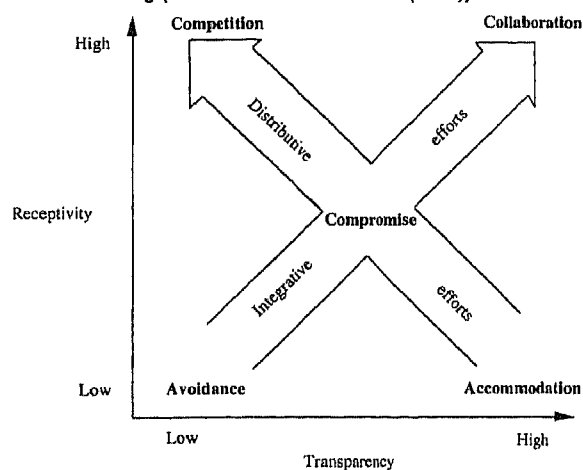 Competition Collaboration
High
Distributive
efforts
Receptivity
Compromise
Integrative
efforts
Low Avoidance Accommodation
Low High
Transparency